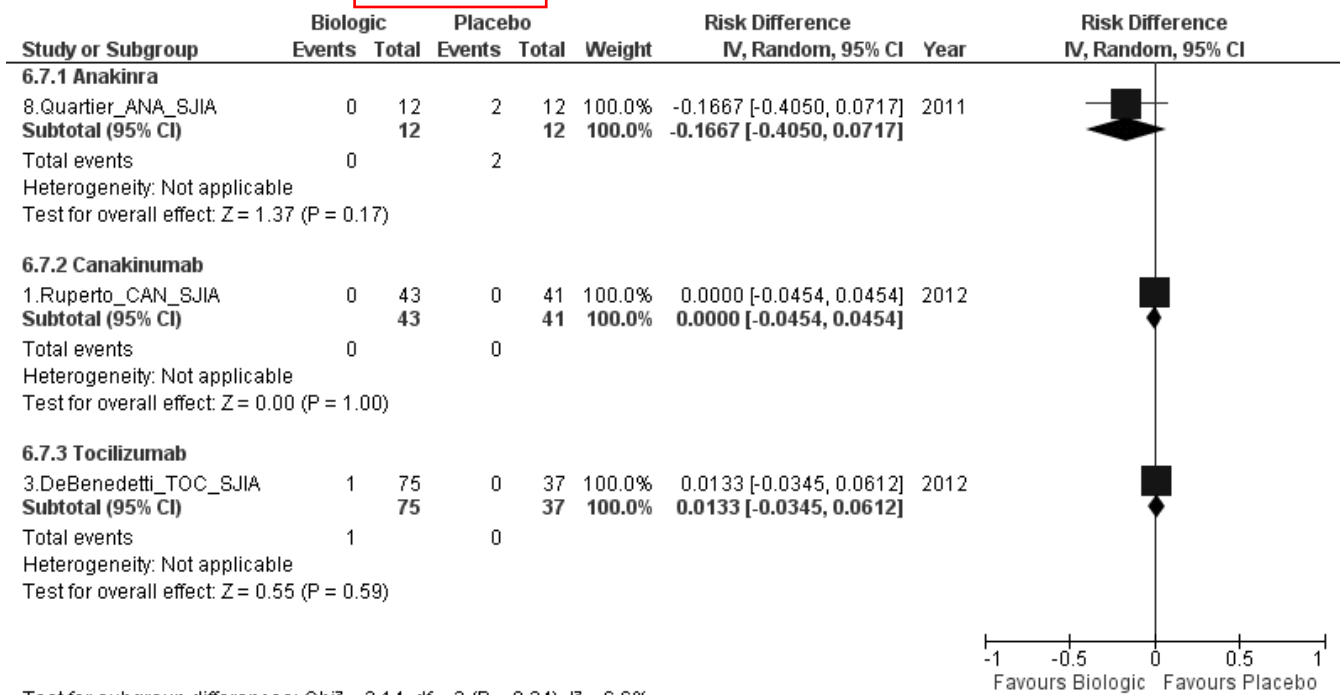 Biologic Placebo Risk Difference Risk Difference
Study or Subgroup Events Total Events Total Weight IV, Random, 95% CI Year IV, Random, 95% CI
6.7.1 Anakinra
8.Quartier_ANA_SJIA 0 12 2 12 100.0% -0.1667 [-0.4050, 0.0717] 2011
Subtotal (95% CI) 12 12 100.0% -0.1667 [-0.4050, 0.0717]
Total events 0 2
Heterogeneity: Not applicable
Test for overall effect: Z = 1.37 (P = 0.17)
6.7.2 Canakinumab
1.Ruperto_CAN_SJIA 0 43 0 41 100.0% 0.0000 [-0.0454, 0.0454] 2012
Subtotal (95% CI) 43 41 100.0% 0.0000 [-0.0454, 0.0454]
Total events 0 0
Heterogeneity: Not applicable
Test for overall effect: Z = 0.00 (P = 1.00)
6.7.3 Tocilizumab
3.DeBenedetti_TOC_SJIA 1 75 0 37 100.0% 0.0133 [-0.0345, 0.0612] 2012
Subtotal (95% CI) 75 37 100.0% 0.0133 [-0.0345, 0.0612]
Total events 1 0
Heterogeneity: Not applicable
Test for overall effect: Z = 0.55 (P = 0.59)
-1 -0.5 0 0.5 1
Favours Biologic Favours Placebo
Test for subgroup differences: